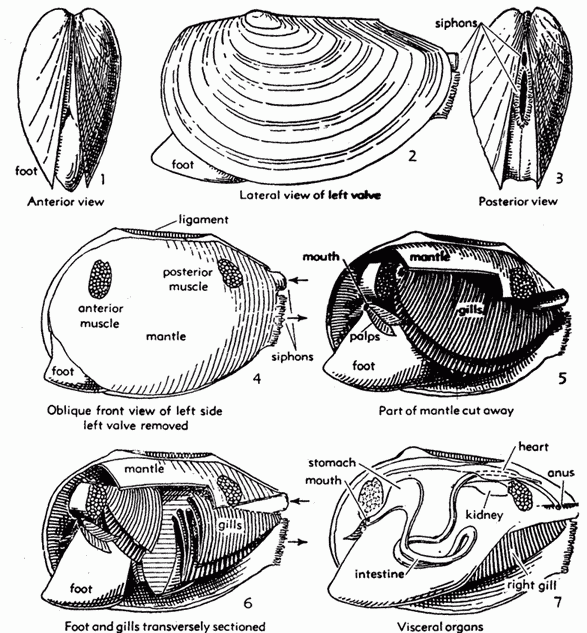 siphons
foot
1
Anterior view
foot
2
Lateral view of left valve
3
Posterior view
ligament
posterior
muscle
anterior
muscle
mantle
foot
siphons
4
Oblique front view of left side
left valve removed
mouth
mantle
gills
palps
foot
5
Part of mantle cut away
mantle
gills
foot
6
Foot and gills transversely sectioned
stomach
mouth
heart
anus
kidney
intestine
right gill
7
Visceral organs